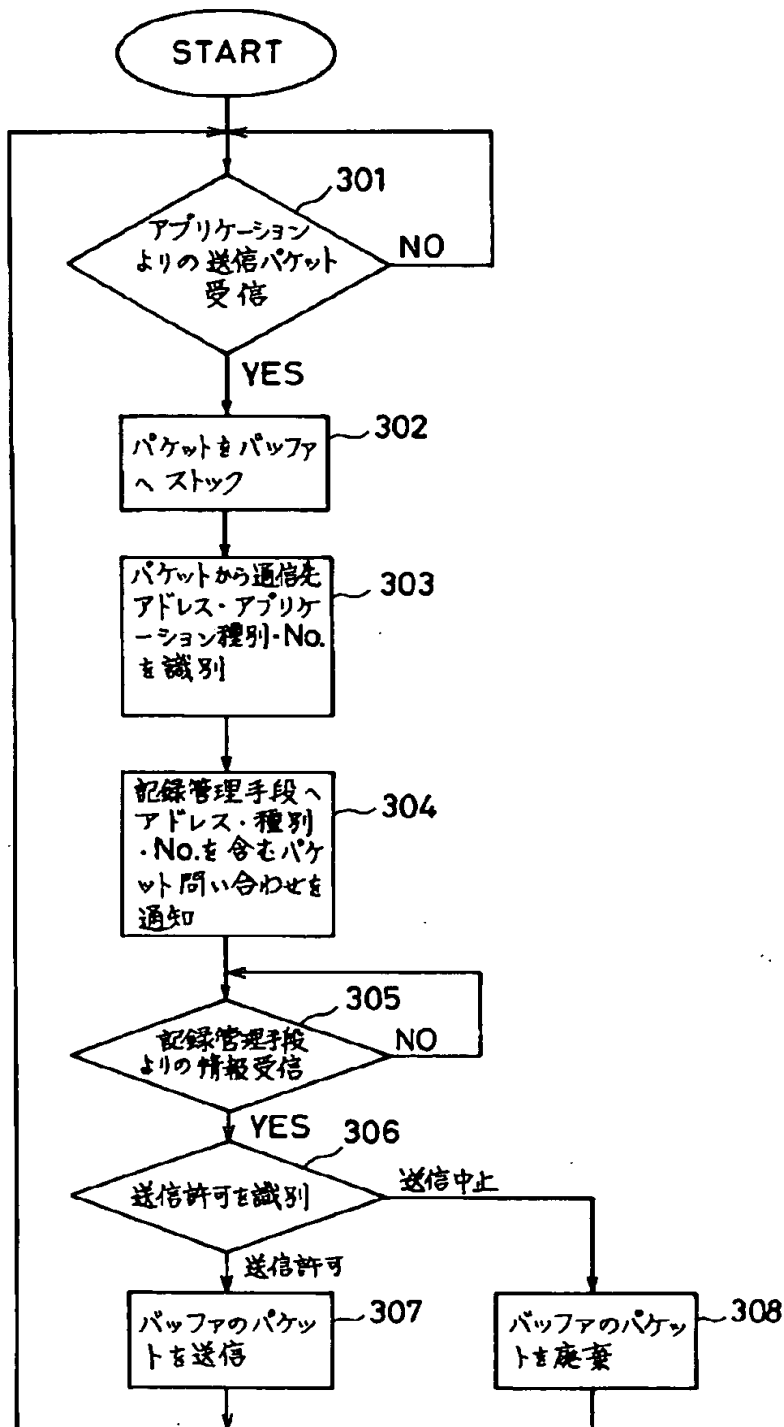 START
301
アプリケーション
よりの送信パケット
受信
NO
YES
302
パケットをバッファ
へストック
303
パケットから通信先
アドレス・アプリケ
ーション種別・No.
を識別
304
記録管理手段へ
アドレス・種別
・No.を含むパケ
ット問い合わせを
通知
305
記録管理手段
よりの情報受信
NO
YES
306
送信許可を識別
送信中止
送信許可
307
バッファのパケッ
トを送信
308
バッファのパケッ
トを廃棄